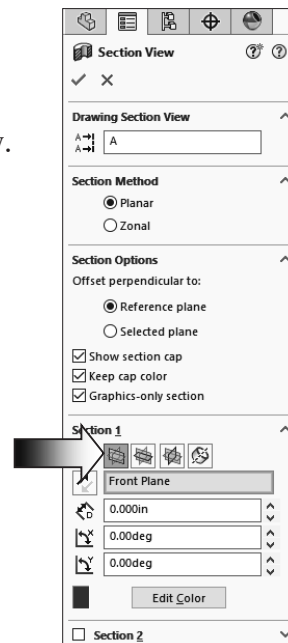 Section View
y.
Drawing Section View
A
Section Method
Planar
Zonal
Section Options
Offset perpendicular to:
Reference plane
Selected plane
Show section cap
Keep cap color
Graphics-only section
Section 1
Front Plane
0.000in
0.00deg
0.00deg
Edit Color
Section 2